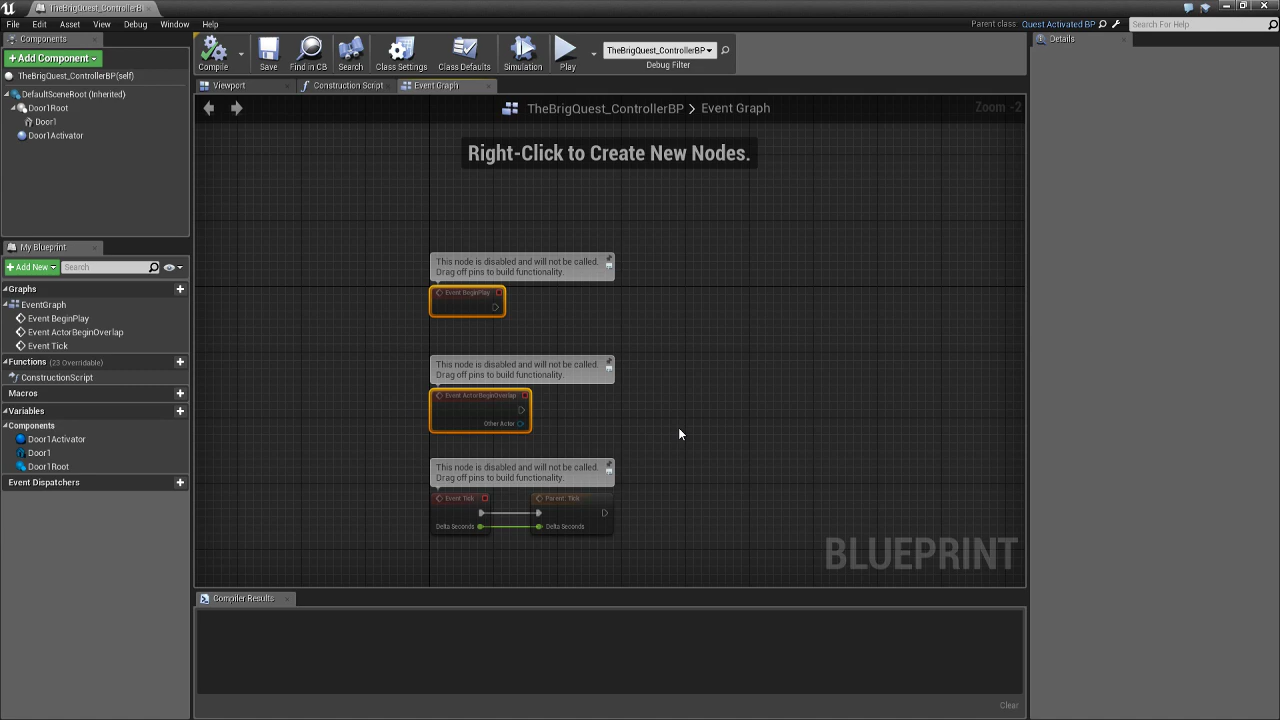 TheBrigQuest_ControllerBl
File Edit Asset View Debug Window Help
Parent class: Quest Activated BP
Search For Help
Components
+Add Component
TheBrigQuest_ControllerBP(self)
DefaultSceneRoot (Inherited)
Door1Root
Door1
Door1Activator
Compile
Save
Find in CB
Search
Class Settings
Class Defaults
Simulation
Play
TheBrigQuest_ControllerBP
Debug Filter
Details
Viewport
Construction Script
Event Graph
TheBrigQuest_ControllerBP > Event Graph
Zoom -2
Right-Click to Create New Nodes.
This node is disabled and will not be called.
Drag off pins to build functionality.
Event BeginPlay
This node is disabled and will not be called.
Drag off pins to build functionality.
Event ActorBeginOverlap
Other Actor
This node is disabled and will not be called.
Drag off pins to build functionality.
Event Tick
Parent: Tick
Delta Seconds
Delta Seconds
BLUEPRINT
My Blueprint
+Add New
Search
Graphs
EventGraph
Event BeginPlay
Event ActorBeginOverlap
Event Tick
Functions (23 Overridable)
ConstructionScript
Macros
Variables
Components
Door1Activator
Door1
Door1Root
Event Dispatchers
Compiler Results
Clear